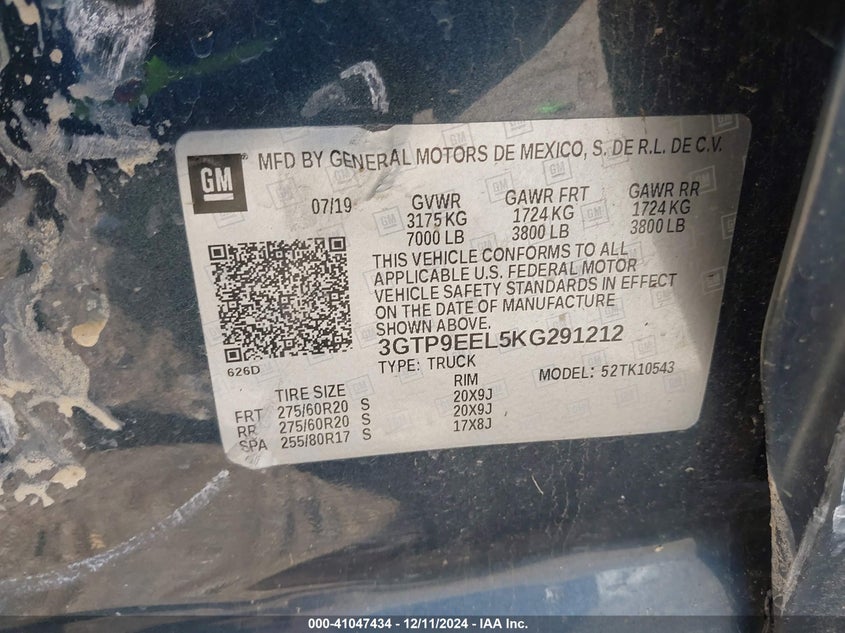 GM
MFD BY GENERAL MOTORS DE MEXICO, S. DE R.L. DE C.V.
07/19 GVWR GAWR FRT GAWR RR
3175 KG 1724 KG 1724 KG
7000 LB 3800 LB 3800 LB
THIS VEHICLE CONFORMS TO ALL
APPLICABLE U.S. FEDERAL MOTOR
VEHICLE SAFETY STANDARDS IN EFFECT
ON THE DATE OF MANUFACTURE
SHOWN ABOVE.
3GTP9EEL5KG291212
626D TYPE: TRUCK MODEL: 52TK10543
TIRE SIZE RIM
FRT 275/60R20 S 20X9J
RR 275/60R20 S 20X9J
SPA 255/80R17 S 17X8J
000-41047434 - 12/11/2024 - IAA Inc.